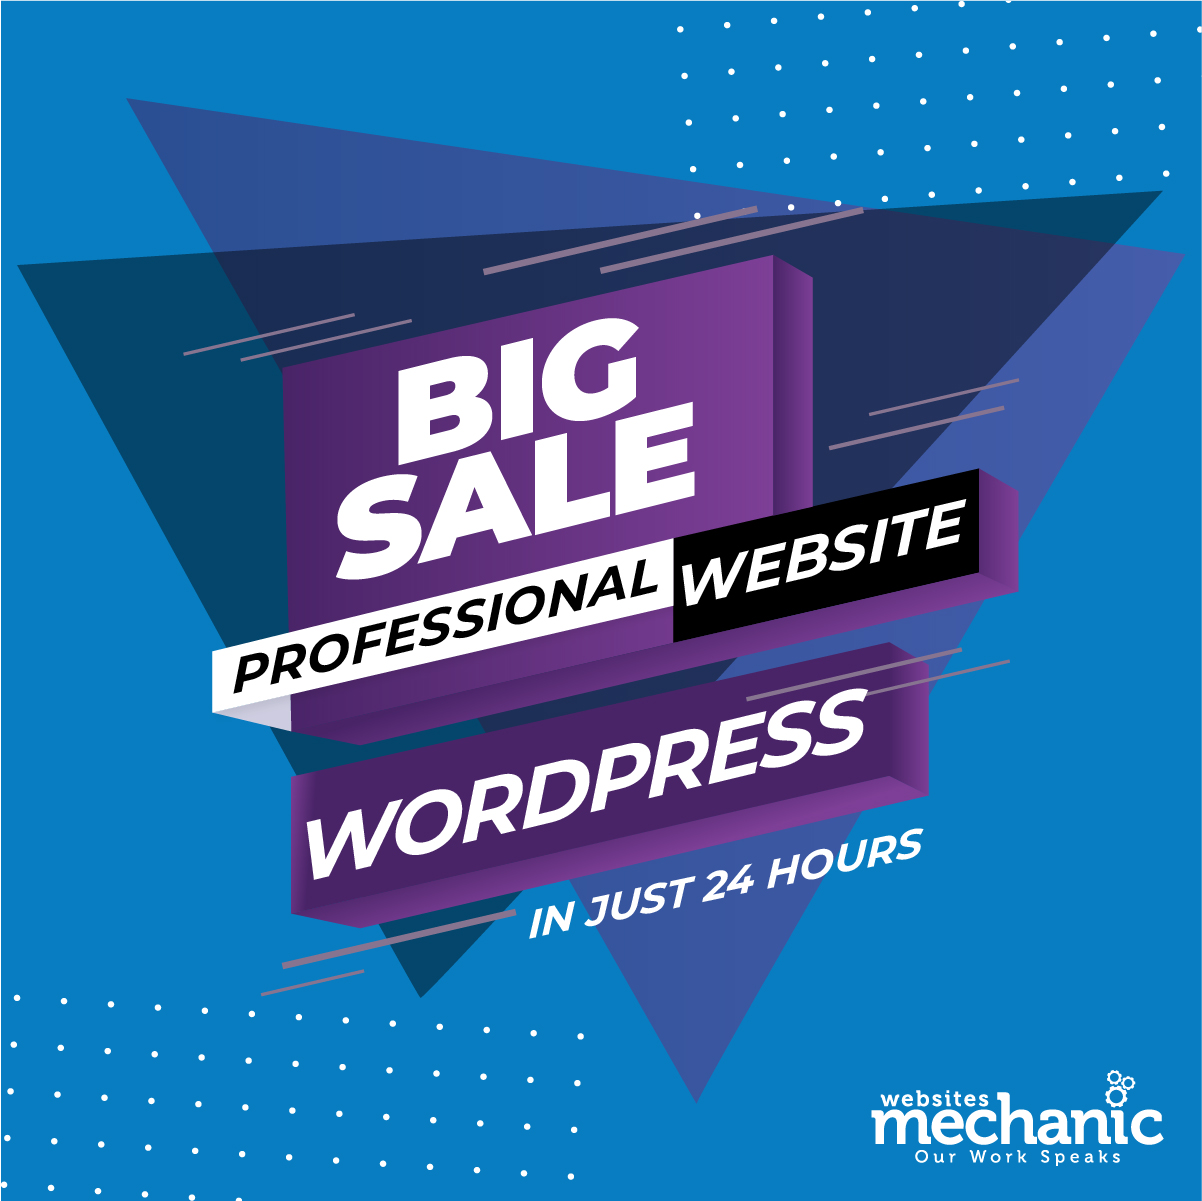 BIG
SALE
PROFESSIONAL WEBSITE
WORDPRESS
IN JUST 24 HOURS
websites
mechanic
Our Work Speaks